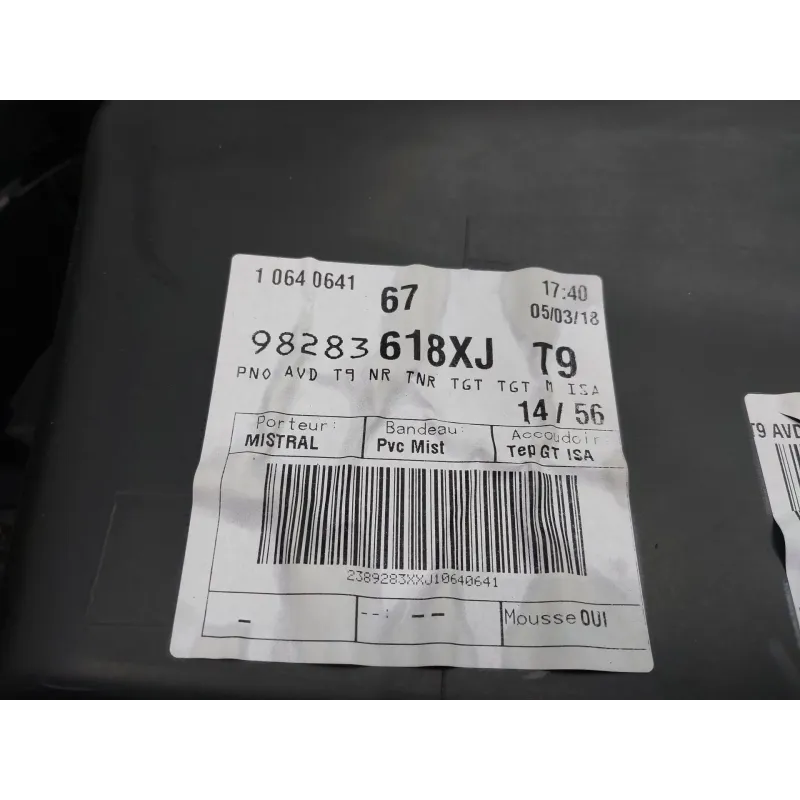 1 064 0641 67 17:40
05/03/18
98283 618XJ T9
PNO AVD T9 NR TNR TGT TGT M ISA
14 / 56
Porteur: Bandeau: Accoudoir:
MISTRAL Pvc Mist Tep GT ISA
2389283XXJ10640641
- --: -- Mousse OUI
T9 AVD